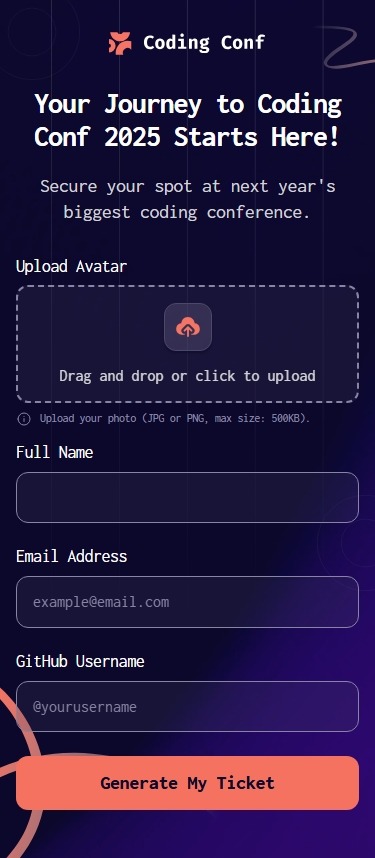 Coding Conf
Your Journey to Coding
Conf 2025 Starts Here!
Secure your spot at next year's
biggest coding conference.
Upload Avatar
Drag and drop or click to upload
Upload your photo (JPG or PNG, max size: 500KB).
Full Name
Email Address
example@email.com
GitHub Username
@yourusername
Generate My Ticket